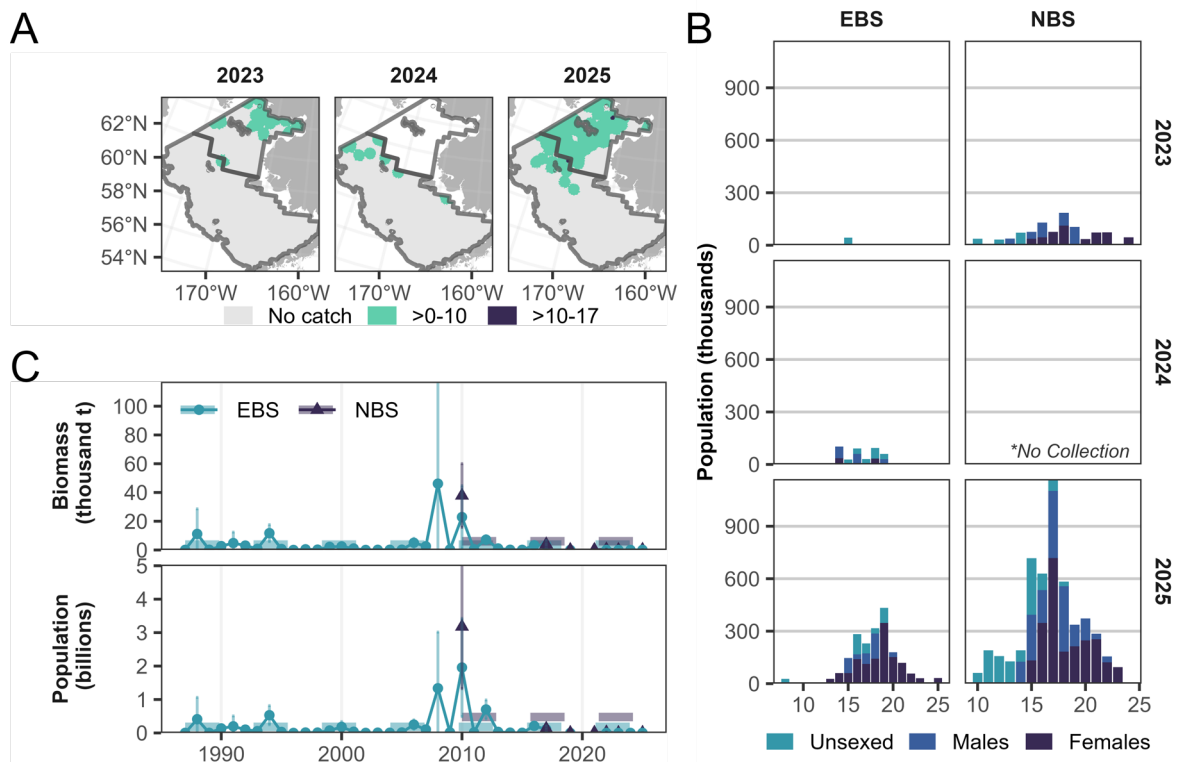 A
2023 2024 2025
62°N
60°N
58°N
56°N
54°N
170°W 160°W 170°W 160°W 170°W 160°W
No catch >0-10 >10-17
B
EBS NBS
Population (thousands)
900
600
300
0
2023
900
600
300
0
*No Collection
2024
900
600
300
0
2025
10 15 20 25 10 15 20 25
Unsexed Males Females
C
Biomass
(thousand t)
100
80
60
40
20
0
EBS NBS
Population
(billions)
5
4
3
2
1
0
1990 2000 2010 2020